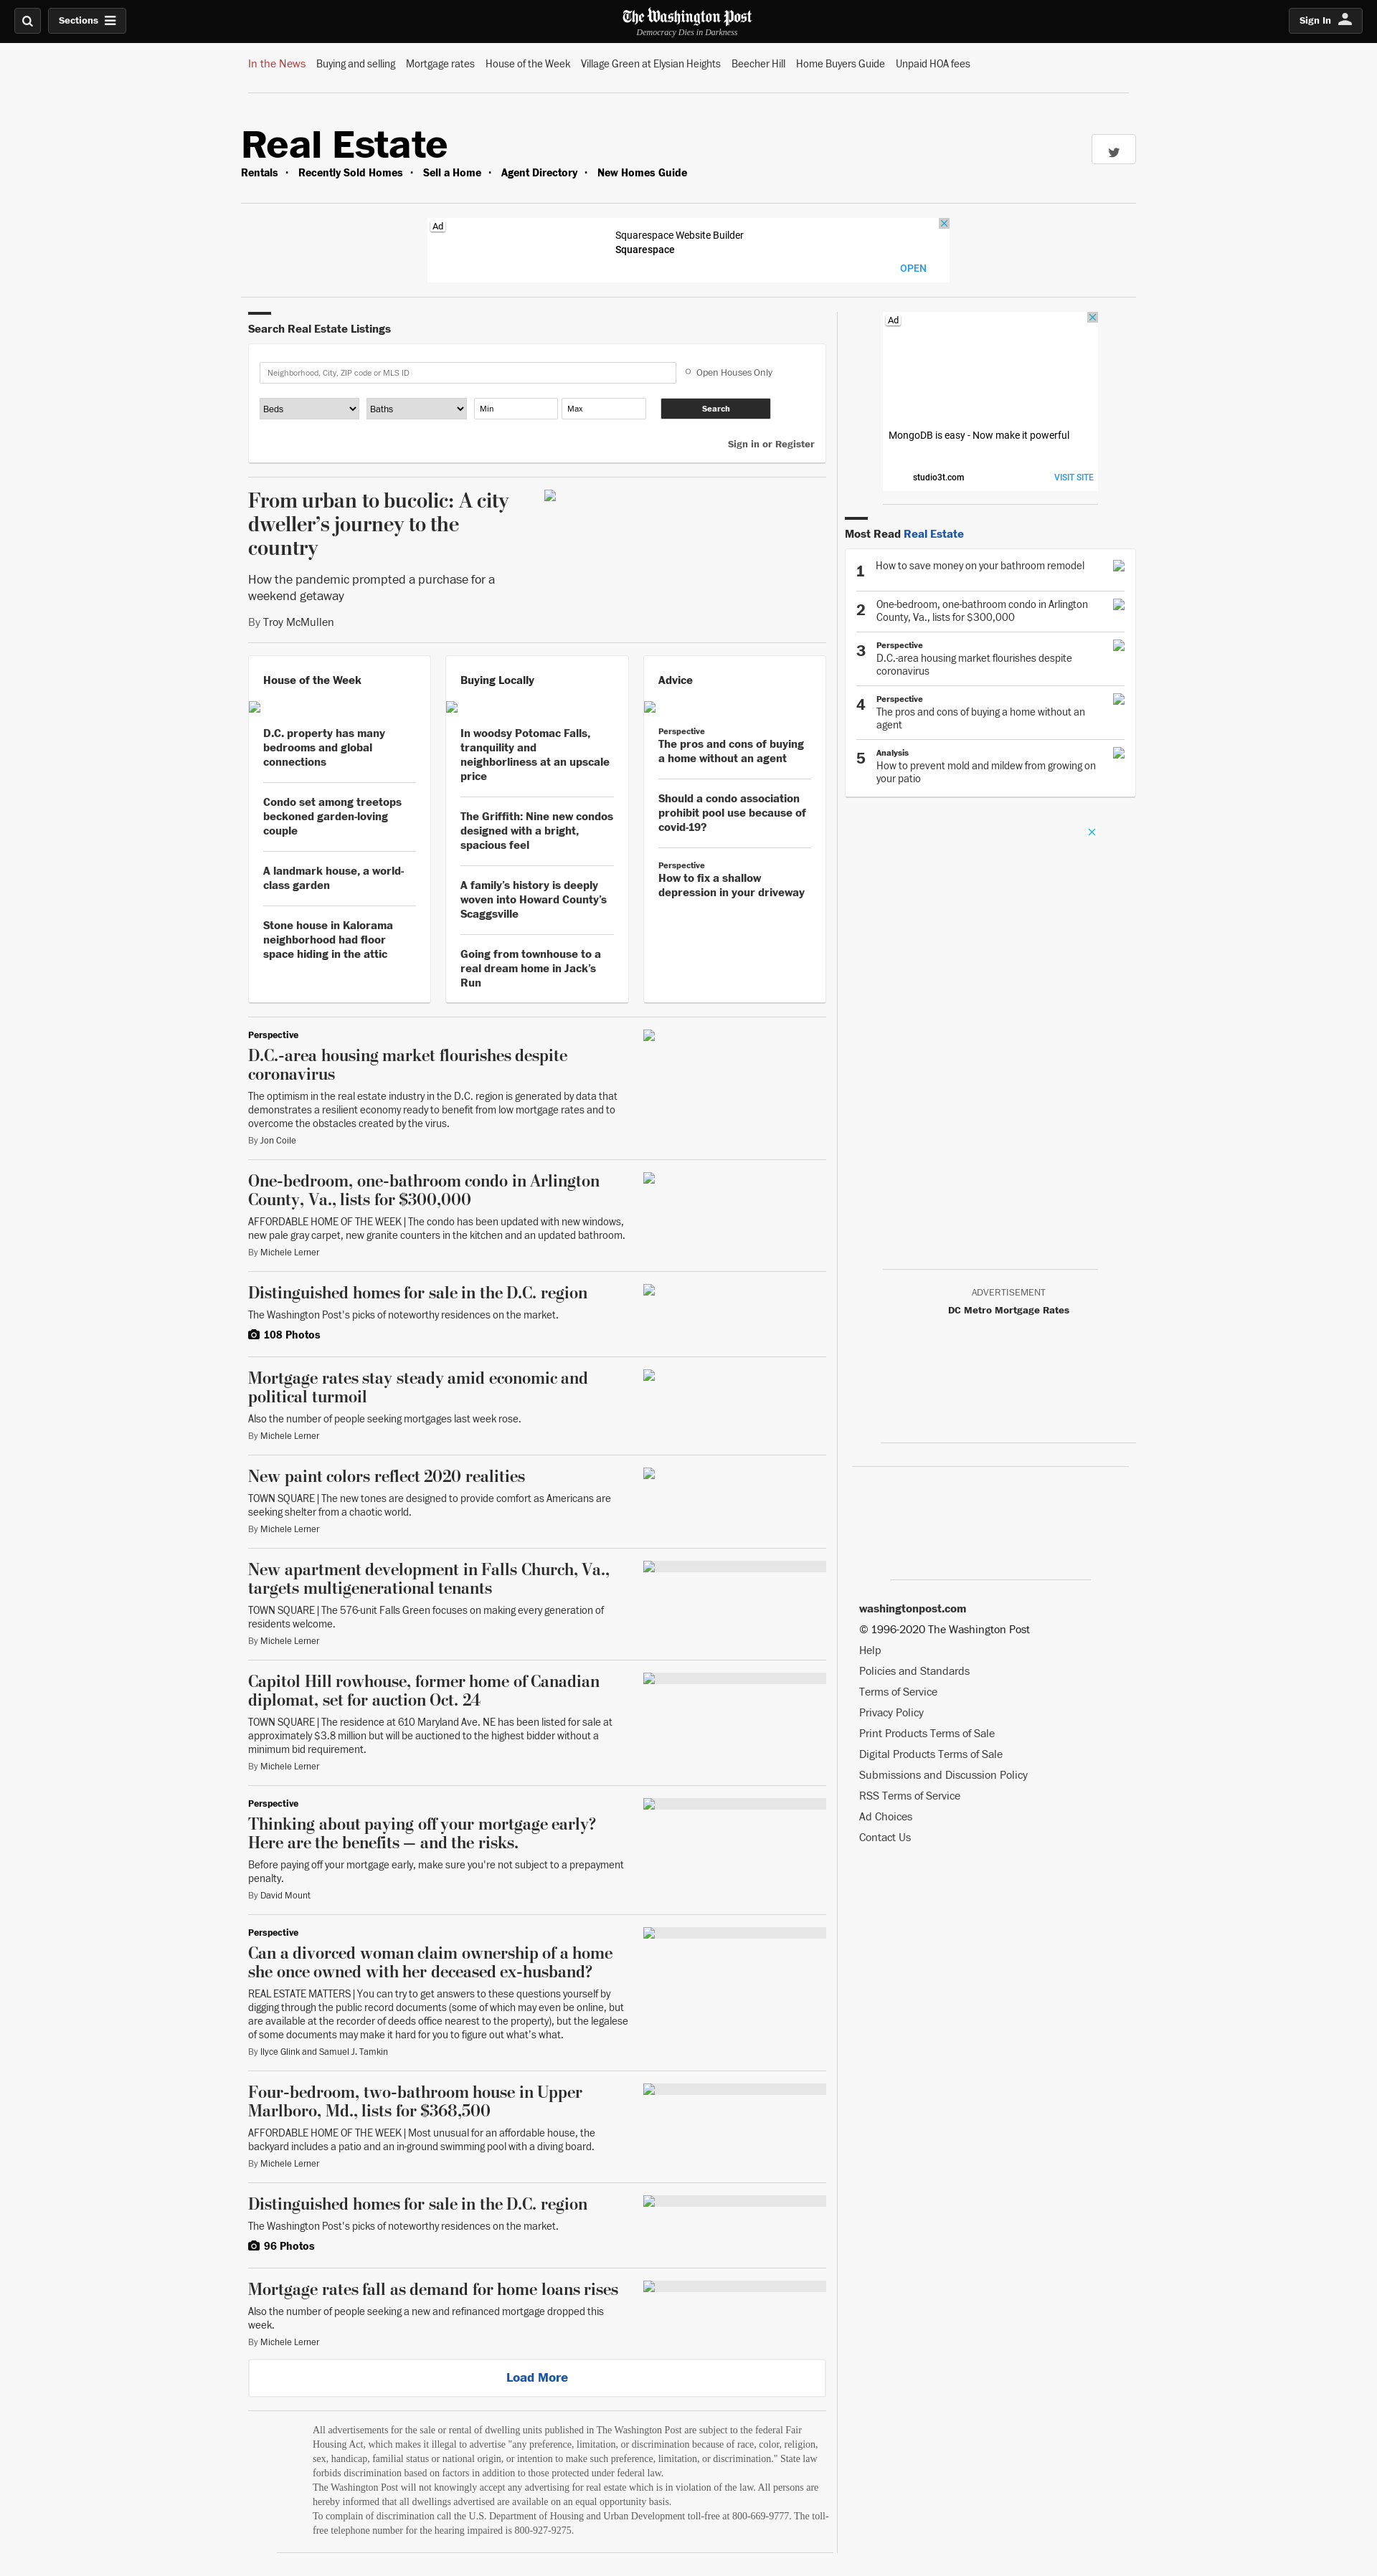 Sections
The Washington Post
Democracy Dies in Darkness
Sign In
In the News Buying and selling Mortgage rates House of the Week Village Green at Elysian Heights Beecher Hill Home Buyers Guide Unpaid HOA fees
Real Estate
Rentals • Recently Sold Homes • Sell a Home • Agent Directory • New Homes Guide
Ad
Squarespace Website Builder
Squarespace
OPEN
Search Real Estate Listings
Neighborhood, City, ZIP code or MLS ID
Open Houses Only
Beds Baths Min Max Search
Sign in or Register
From urban to bucolic: A city
dweller’s journey to the
country
How the pandemic prompted a purchase for a
weekend getaway
By Troy McMullen
House of the Week
D.C. property has many
bedrooms and global
connections
Condo set among treetops
beckoned garden-loving
couple
A landmark house, a world-
class garden
Stone house in Kalorama
neighborhood had floor
space hiding in the attic
Buying Locally
In woodsy Potomac Falls,
tranquility and
neighborliness at an upscale
price
The Griffith: Nine new condos
designed with a bright,
spacious feel
A family’s history is deeply
woven into Howard County’s
Scaggsville
Going from townhouse to a
real dream home in Jack’s
Run
Advice
Perspective
The pros and cons of buying
a home without an agent
Should a condo association
prohibit pool use because of
covid-19?
Perspective
How to fix a shallow
depression in your driveway
Perspective
D.C.-area housing market flourishes despite
coronavirus
The optimism in the real estate industry in the D.C. region is generated by data that
demonstrates a resilient economy ready to benefit from low mortgage rates and to
overcome the obstacles created by the virus.
By Jon Coile
One-bedroom, one-bathroom condo in Arlington
County, Va., lists for $300,000
AFFORDABLE HOME OF THE WEEK | The condo has been updated with new windows,
new pale gray carpet, new granite counters in the kitchen and an updated bathroom.
By Michele Lerner
Distinguished homes for sale in the D.C. region
The Washington Post's picks of noteworthy residences on the market.
108 Photos
Mortgage rates stay steady amid economic and
political turmoil
Also the number of people seeking mortgages last week rose.
By Michele Lerner
New paint colors reflect 2020 realities
TOWN SQUARE | The new tones are designed to provide comfort as Americans are
seeking shelter from a chaotic world.
By Michele Lerner
New apartment development in Falls Church, Va.,
targets multigenerational tenants
TOWN SQUARE | The 576-unit Falls Green focuses on making every generation of
residents welcome.
By Michele Lerner
Capitol Hill rowhouse, former home of Canadian
diplomat, set for auction Oct. 24
TOWN SQUARE | The residence at 610 Maryland Ave. NE has been listed for sale at
approximately $3.8 million but will be auctioned to the highest bidder without a
minimum bid requirement.
By Michele Lerner
Perspective
Thinking about paying off your mortgage early?
Here are the benefits — and the risks.
Before paying off your mortgage early, make sure you're not subject to a prepayment
penalty.
By David Mount
Perspective
Can a divorced woman claim ownership of a home
she once owned with her deceased ex-husband?
REAL ESTATE MATTERS | You can try to get answers to these questions yourself by
digging through the public record documents (some of which may even be online, but
are available at the recorder of deeds office nearest to the property), but the legalese
of some documents may make it hard for you to figure out what's what.
By Ilyce Glink and Samuel J. Tamkin
Four-bedroom, two-bathroom house in Upper
Marlboro, Md., lists for $368,500
AFFORDABLE HOME OF THE WEEK | Most unusual for an affordable house, the
backyard includes a patio and an in-ground swimming pool with a diving board.
By Michele Lerner
Distinguished homes for sale in the D.C. region
The Washington Post's picks of noteworthy residences on the market.
96 Photos
Mortgage rates fall as demand for home loans rises
Also the number of people seeking a new and refinanced mortgage dropped this
week.
By Michele Lerner
Load More
All advertisements for the sale or rental of dwelling units published in The Washington Post are subject to the federal Fair
Housing Act, which makes it illegal to advertise "any preference, limitation, or discrimination because of race, color, religion,
sex, handicap, familial status or national origin, or intention to make such preference, limitation, or discrimination." State law
forbids discrimination based on factors in addition to those protected under federal law.
The Washington Post will not knowingly accept any advertising for real estate which is in violation of the law. All persons are
hereby informed that all dwellings advertised are available on an equal opportunity basis.
To complain of discrimination call the U.S. Department of Housing and Urban Development toll-free at 800-669-9777. The toll-
free telephone number for the hearing impaired is 800-927-9275.
Ad
MongoDB is easy - Now make it powerful
studio3t.com VISIT SITE
Most Read Real Estate
1 How to save money on your bathroom remodel
2 One-bedroom, one-bathroom condo in Arlington
County, Va., lists for $300,000
3 Perspective
D.C.-area housing market flourishes despite
coronavirus
4 Perspective
The pros and cons of buying a home without an
agent
5 Analysis
How to prevent mold and mildew from growing on
your patio
ADVERTISEMENT
DC Metro Mortgage Rates
washingtonpost.com
© 1996-2020 The Washington Post
Help
Policies and Standards
Terms of Service
Privacy Policy
Print Products Terms of Sale
Digital Products Terms of Sale
Submissions and Discussion Policy
RSS Terms of Service
Ad Choices
Contact Us